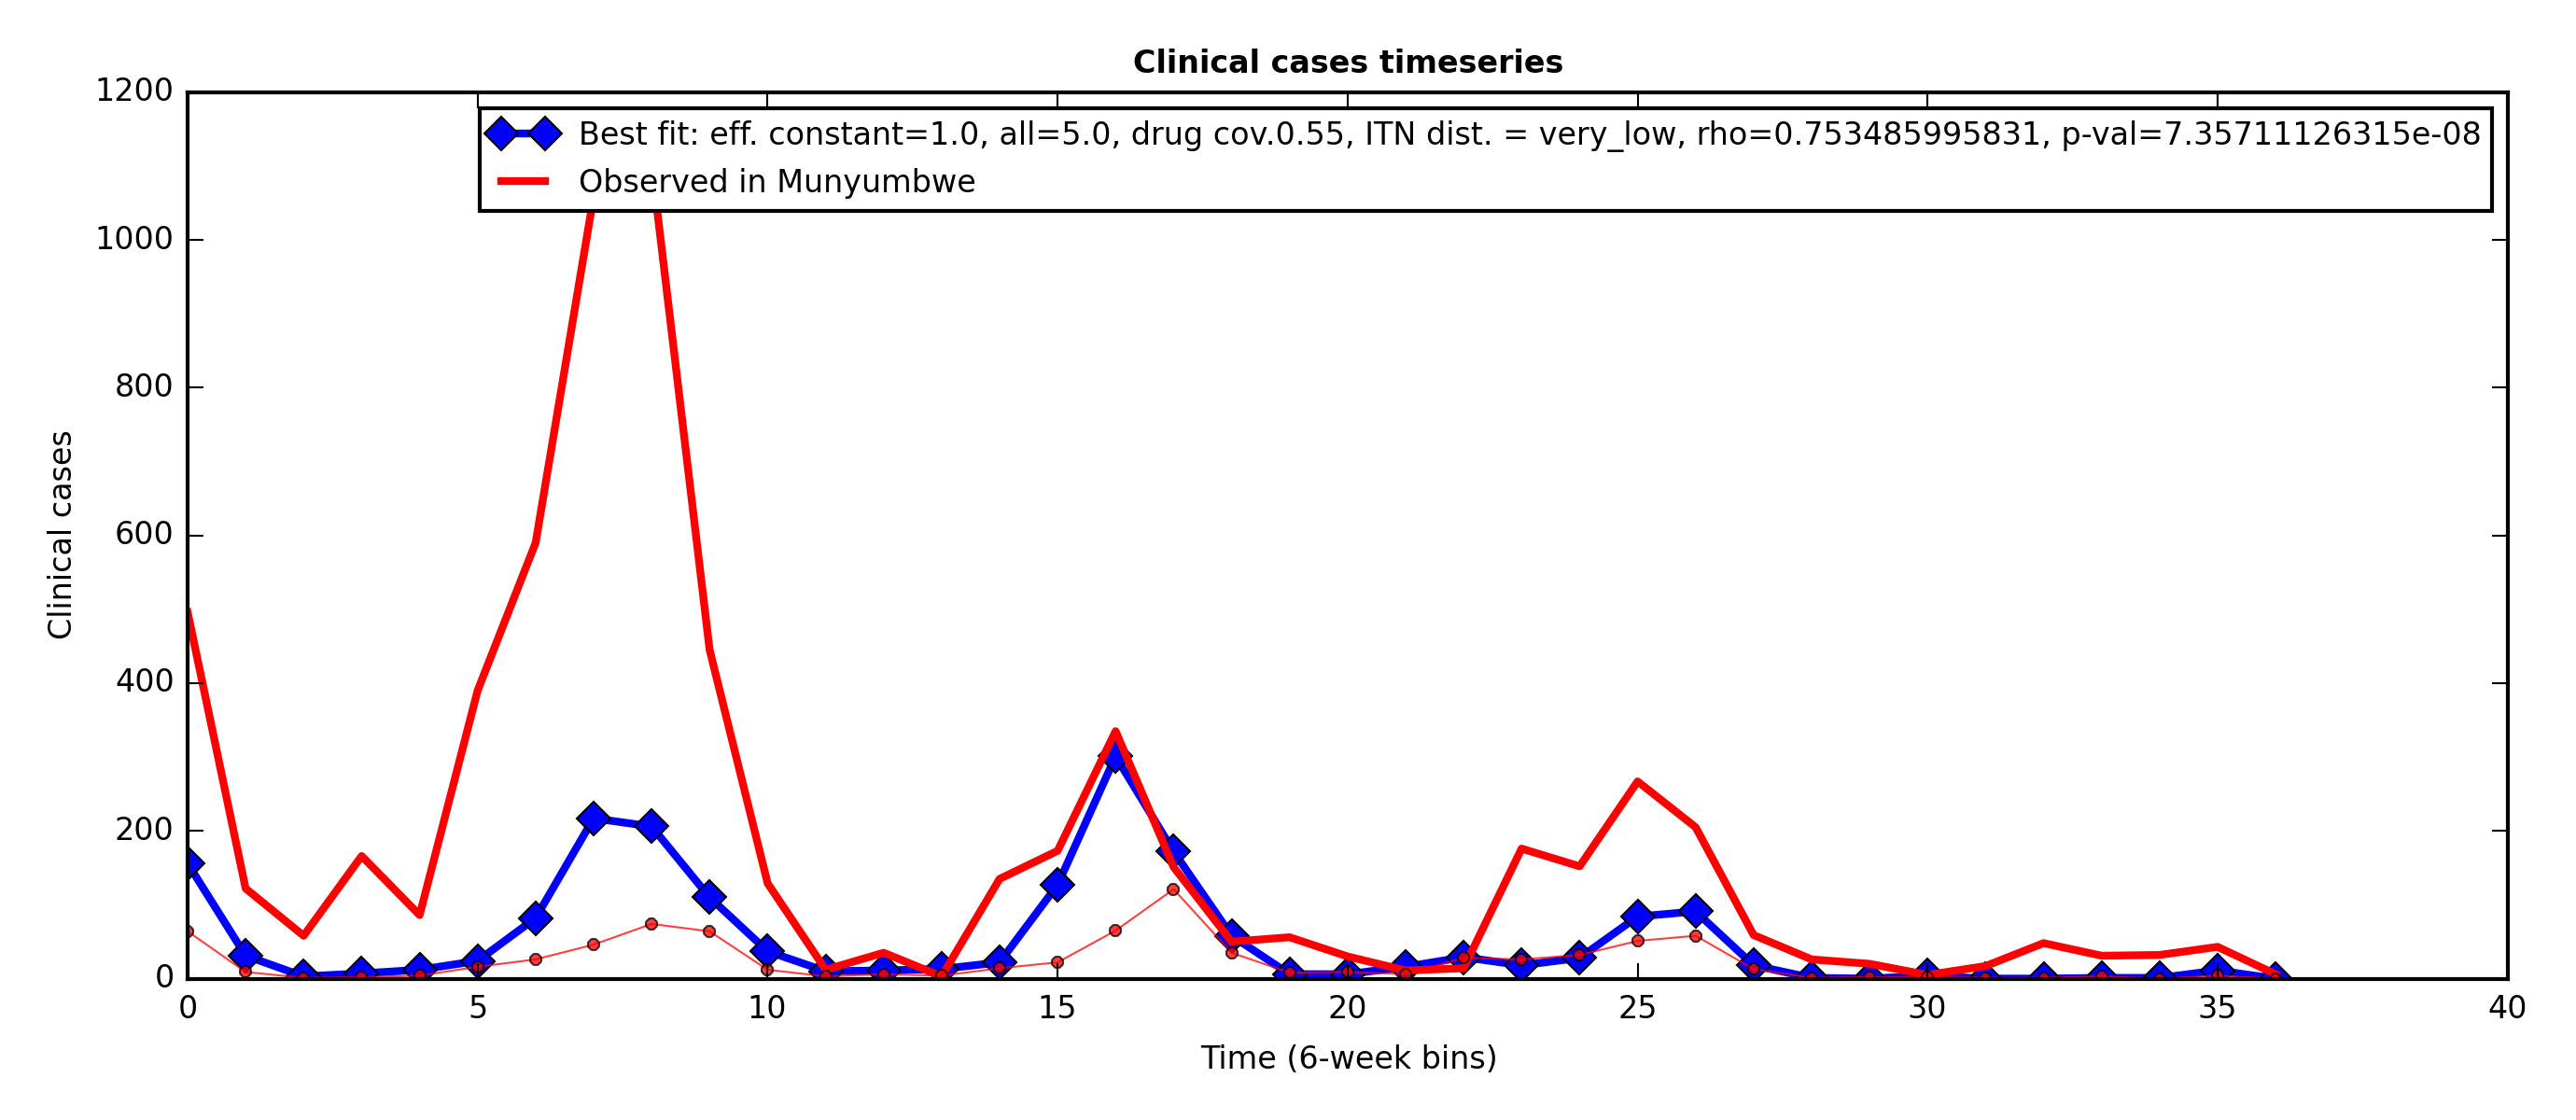 Clinical cases timeseries
Best fit: eff. constant=1.0, all=5.0, drug cov.0.55, ITN dist. = very_low, rho=0.753485995831, p-val=7.35711126315e-08
Observed in Munyumbwe
1200
1000
800
600
400
200
0
Clinical cases
0 5 10 15 20 25 30 35 40
Time (6-week bins)